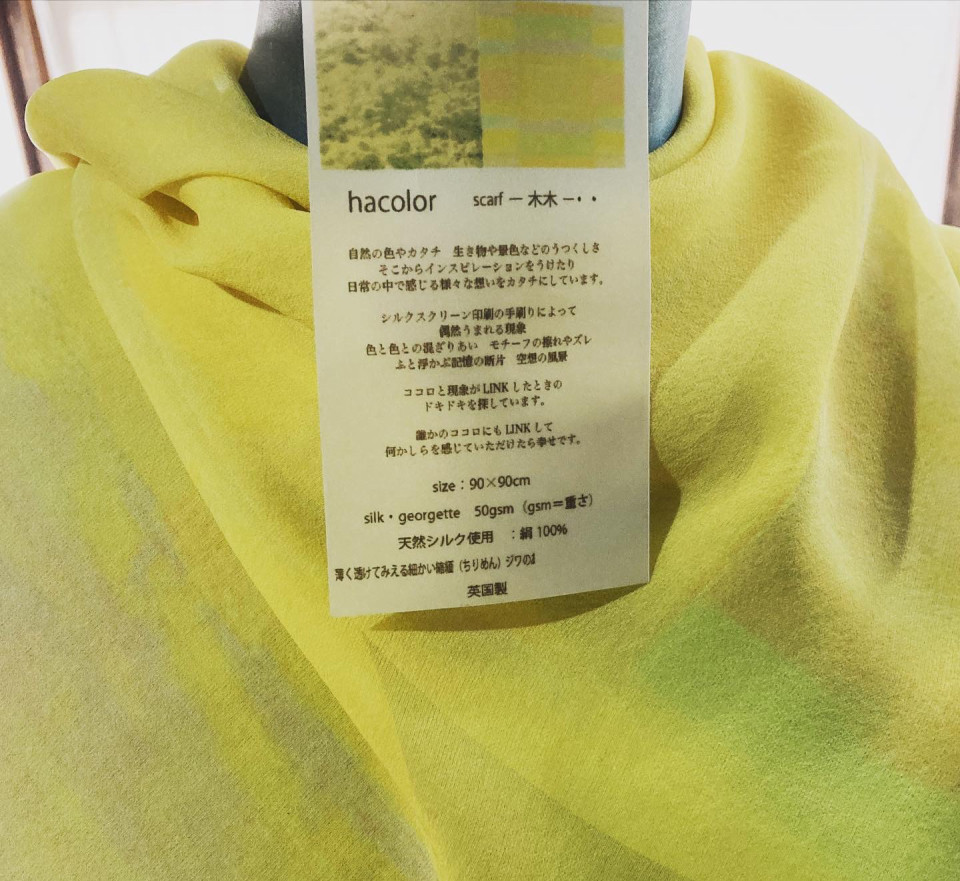 hacolor scarf ー 木木 ー・・
自然の色やカタチ 生き物や景色などのうつくしさ
そこからインスピレーションをうけたり
日常の中で感じる様々な想いをカタチにしています。
シルクスクリーン印刷の手刷りによって
偶然うまれる現象
色と色との混ざりあい モチーフの擦れやズレ
ふと浮かぶ記憶の断片 空想の風景
ココロと現象がLINKしたときの
ドキドキを探しています。
誰かのココロにもLINKして
何かしらを感じていただけたら幸せです。
size：90×90cm
silk・georgette 50gsm（gsm＝重さ）
天然シルク使用 ：絹100%
薄く透けてみえる細かい（ちりめん）ジワの
英国製